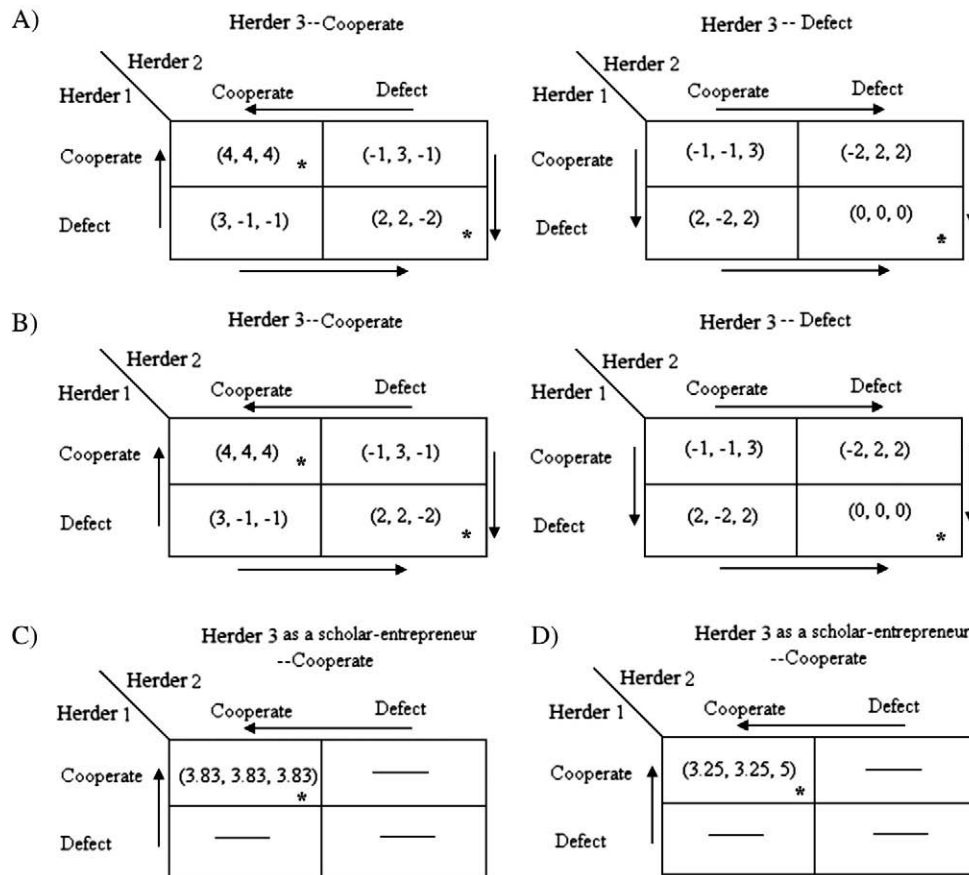 A)
Herder 3--Cooperate
Herder 3-- Defect
Herder 2
Herder 1
Cooperate
Defect
Cooperate
(4, 4, 4)
*
(-1, 3, -1)
Defect
(3, -1, -1)
(2, 2, -2)
*
Herder 2
Herder 1
Cooperate
Defect
Cooperate
(-1, -1, 3)
(-2, 2, 2)
Defect
(2, -2, 2)
(0, 0, 0)
*
B)
Herder 3--Cooperate
Herder 3 -- Defect
Herder 2
Herder 1
Cooperate
Defect
Cooperate
(4, 4, 4)
*
(-1, 3, -1)
Defect
(3, -1, -1)
(2, 2, -2)
*
Herder 2
Herder 1
Cooperate
Defect
Cooperate
(-1, -1, 3)
(-2, 2, 2)
Defect
(2, -2, 2)
(0, 0, 0)
*
C)
Herder 3 as a scholar-entrepreneur
--Cooperate
Herder 2
Herder 1
Cooperate
Defect
Cooperate
(3.83, 3.83, 3.83)
*
Defect
D)
Herder 3 as a scholar-entrepreneur
--Cooperate
Herder 2
Herder 1
Cooperate
Defect
Cooperate
(3.25, 3.25, 5)
*
Defect